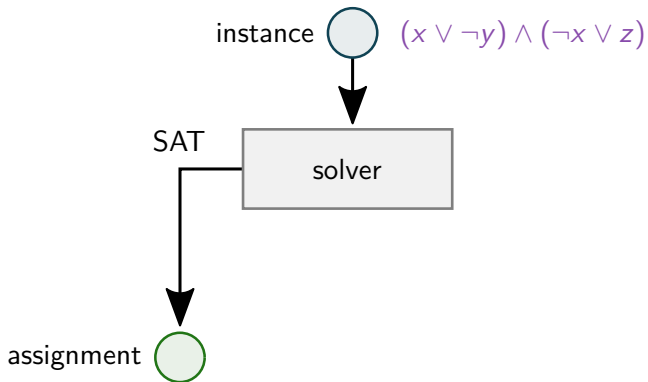 instance (x ∨ ¬y) ∧ (¬x ∨ z)
SAT
solver
assignment